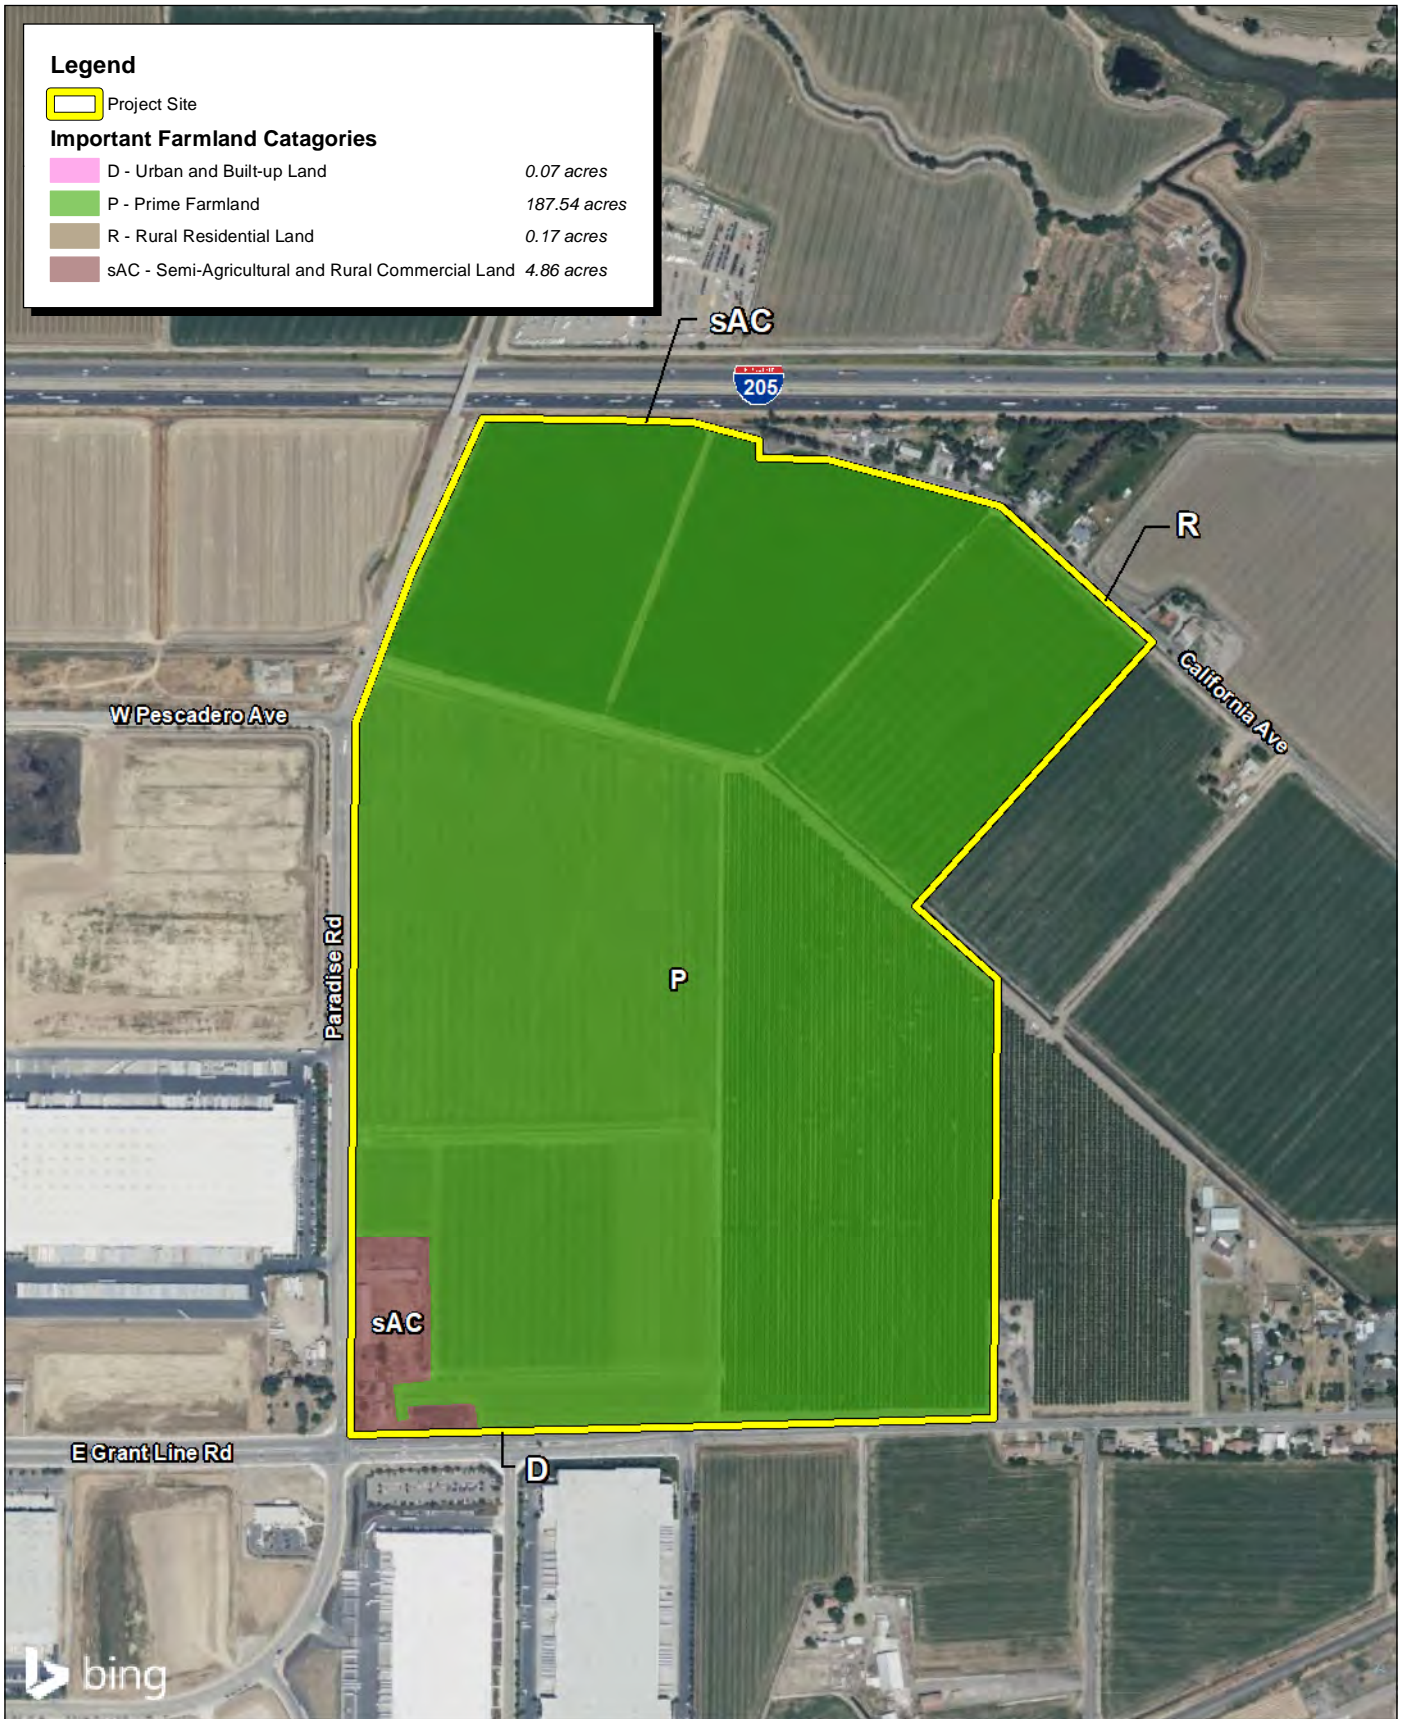 Legend
Project Site
Important Farmland Catagories
D - Urban and Built-up Land 0.07 acres
P - Prime Farmland 187.54 acres
R - Rural Residential Land 0.17 acres
sAC - Semi-Agricultural and Rural Commercial Land 4.86 acres
sAC
205
R
California Ave
W Pescadero Ave
Paradise Rd
P
sAC
E Grant Line Rd
D
bing